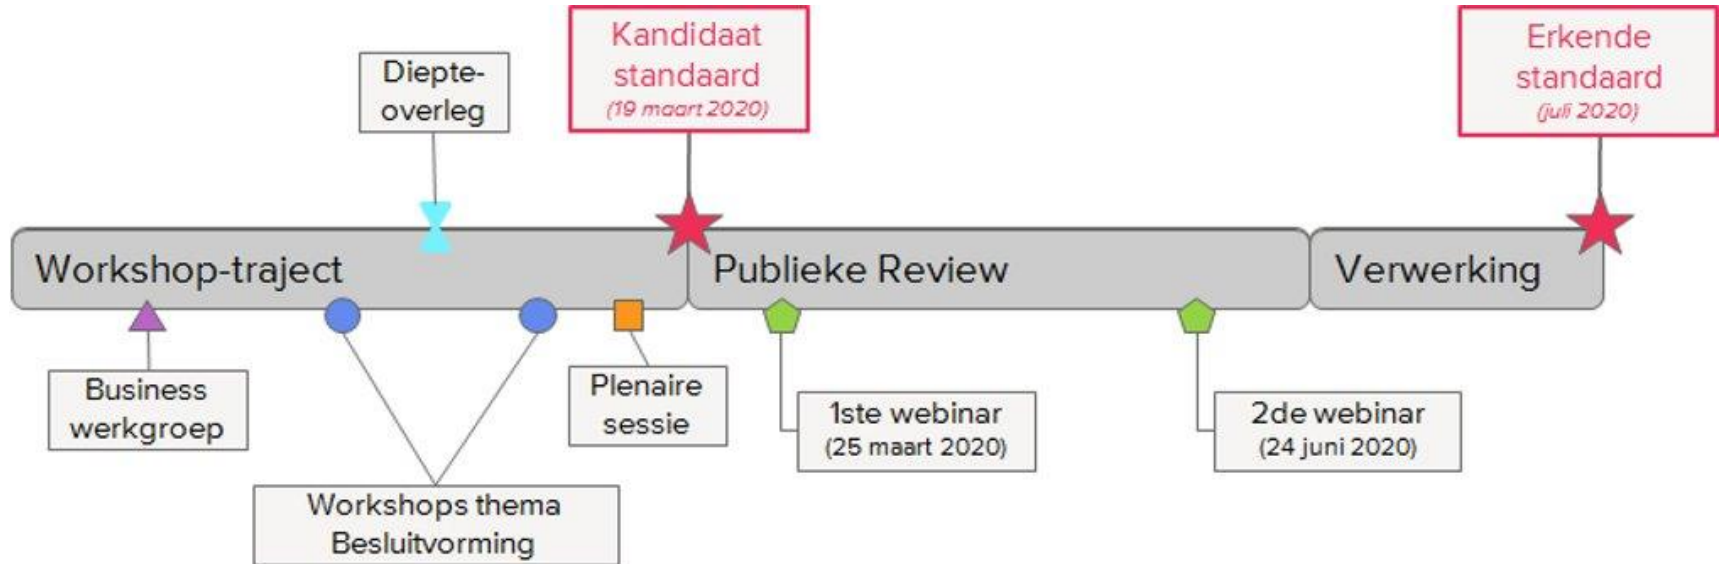 Kandidaat
standaard
(19 maart 2020)
Erkende
standaard
(juli 2020)
Diepte-
overleg
Workshop-traject
Publieke Review
Verwerking
Business
werkgroep
Plenaire
sessie
1ste webinar
(25 maart 2020)
2de webinar
(24 juni 2020)
Workshops thema
Besluitvorming